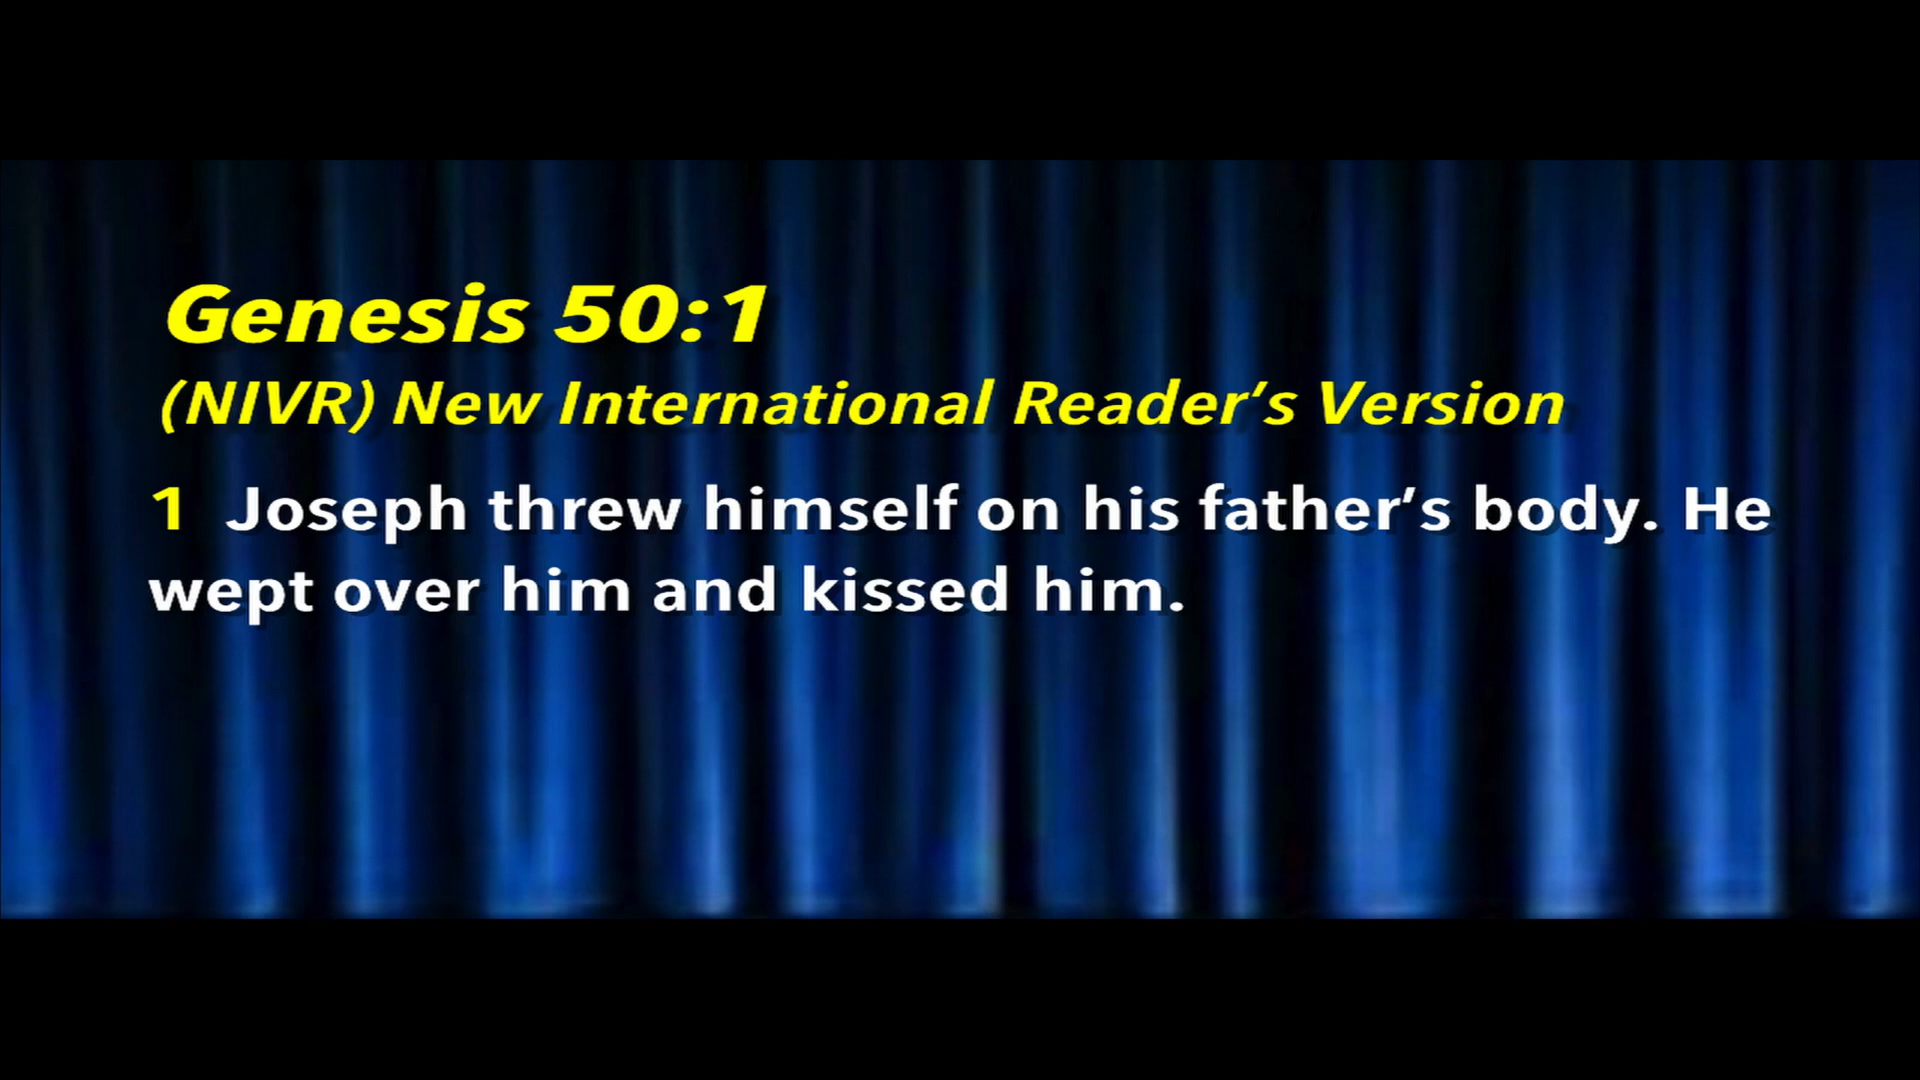 Genesis 50:1
(NIVR) New International Reader’s Version
1 Joseph threw himself on his father’s body. He
wept over him and kissed him.